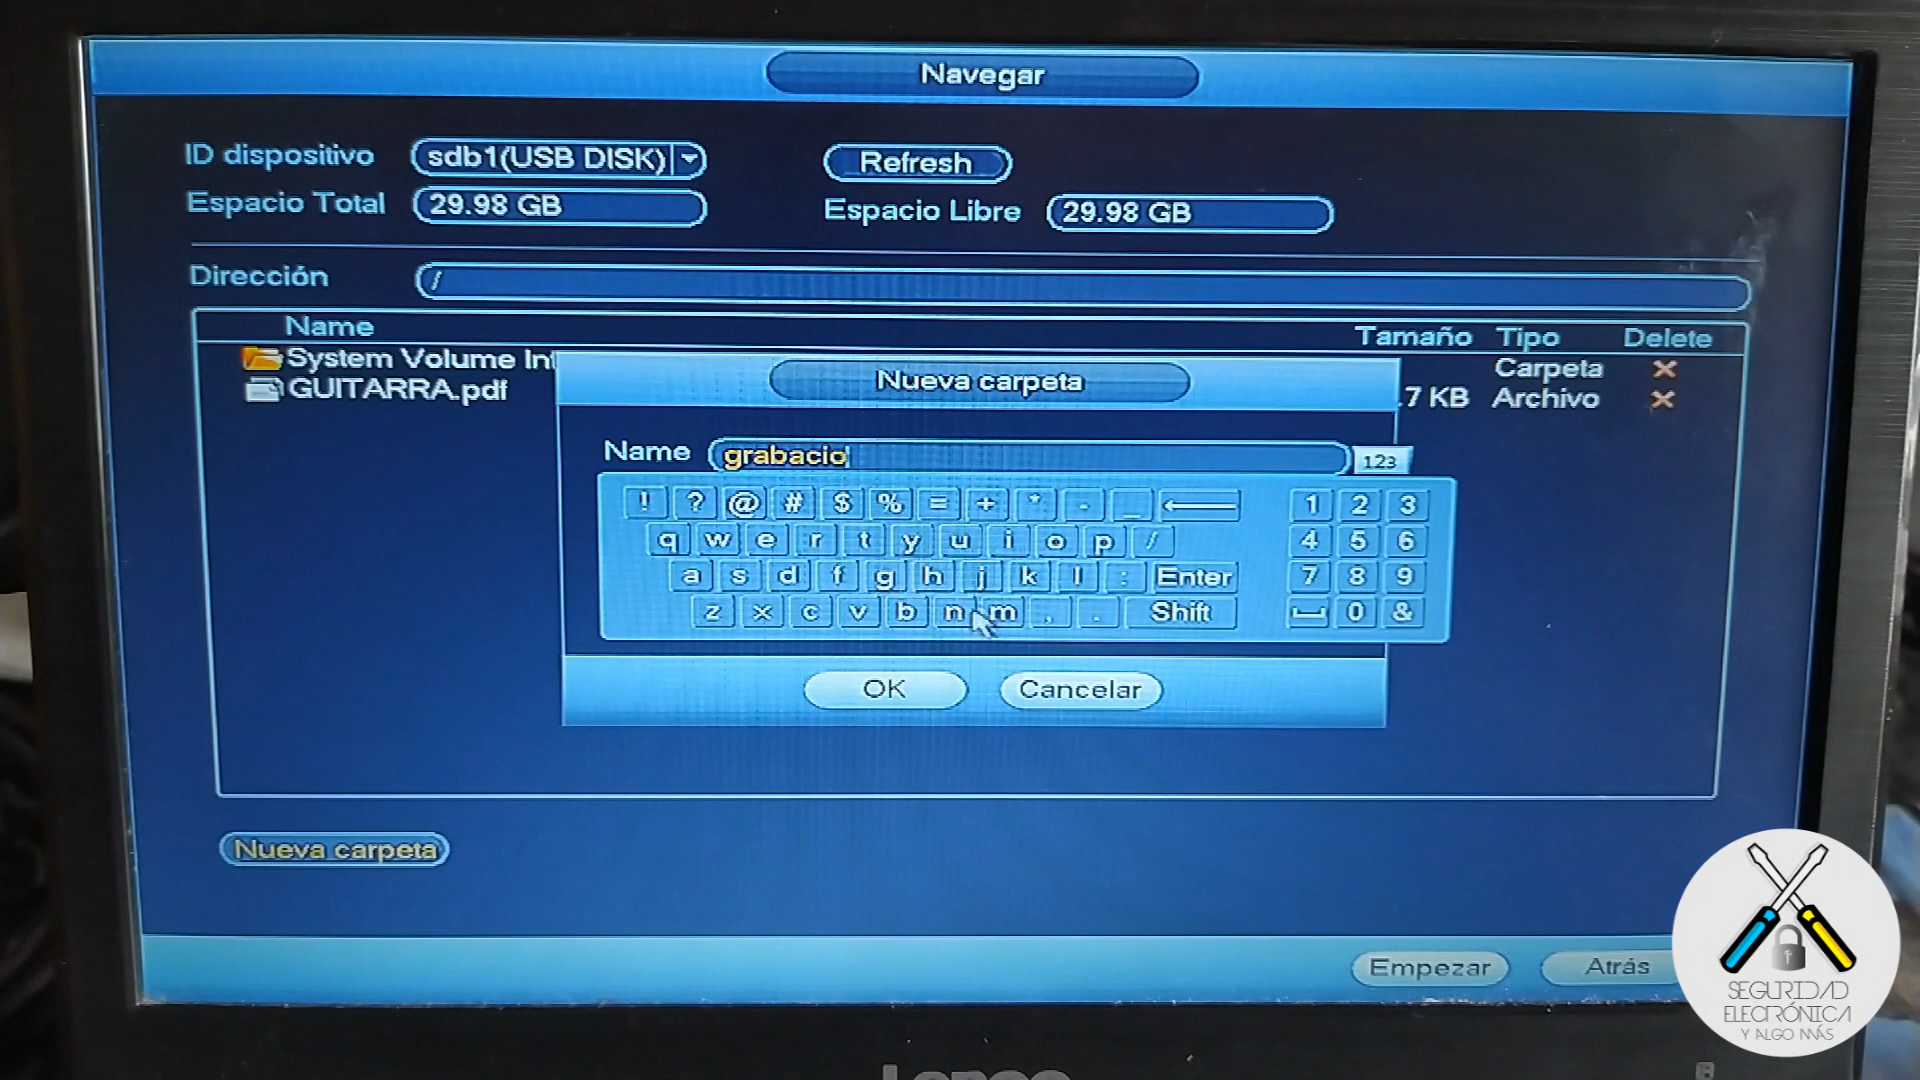 Navegar
ID dispositivo sdb1(USB DISK) Refresh
Espacio Total 29.98 GB Espacio Libre 29.98 GB
Dirección /
Name Tamaño Tipo Delete
System Volume Carpeta
GUITARRA.pdf .7 KB Archivo
Nueva carpeta
Name grabacio 123
! ? @ # $ % = + * - _ 1 2 3
q w e r t y u i o p / 4 5 6
a s d f g h j k l : Enter 7 8 9
z x c v b n m , . Shift 0 &
OK Cancelar
Nueva carpeta
Empezar Atrás
SEGURIDAD
ELECTRÓNICA
Y ALGO MÁS